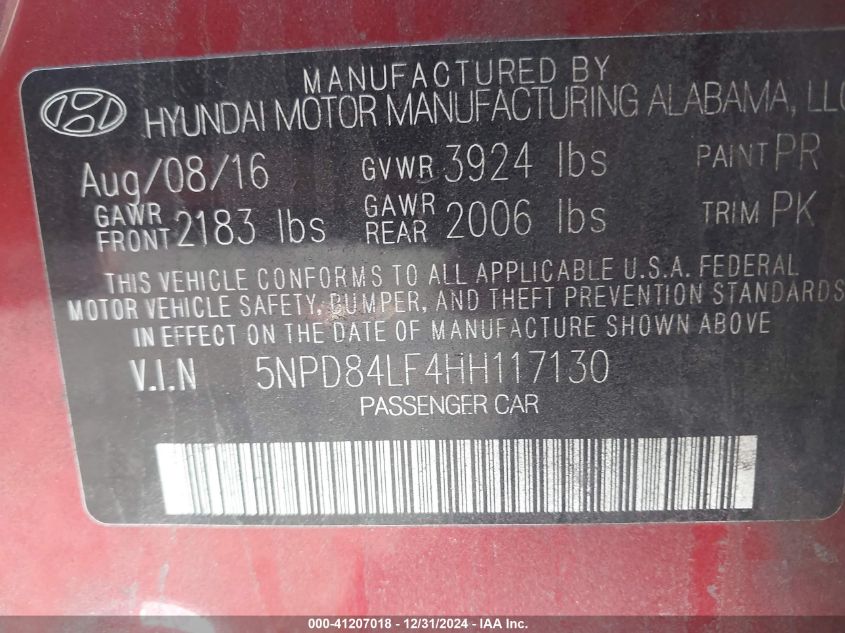 MANUFACTURED BY
HYUNDAI MOTOR MANUFACTURING ALABAMA, LLC
Aug/08/16 GVWR 3924 lbs PAINT PR
GAWR FRONT 2183 lbs GAWR REAR 2006 lbs TRIM PK
THIS VEHICLE CONFORMS TO ALL APPLICABLE U.S.A. FEDERAL
MOTOR VEHICLE SAFETY, BUMPER, AND THEFT PREVENTION STANDARDS
IN EFFECT ON THE DATE OF MANUFACTURE SHOWN ABOVE
V.I.N 5NPD84LF4HH117130
PASSENGER CAR
000-41207018 - 12/31/2024 - IAA Inc.